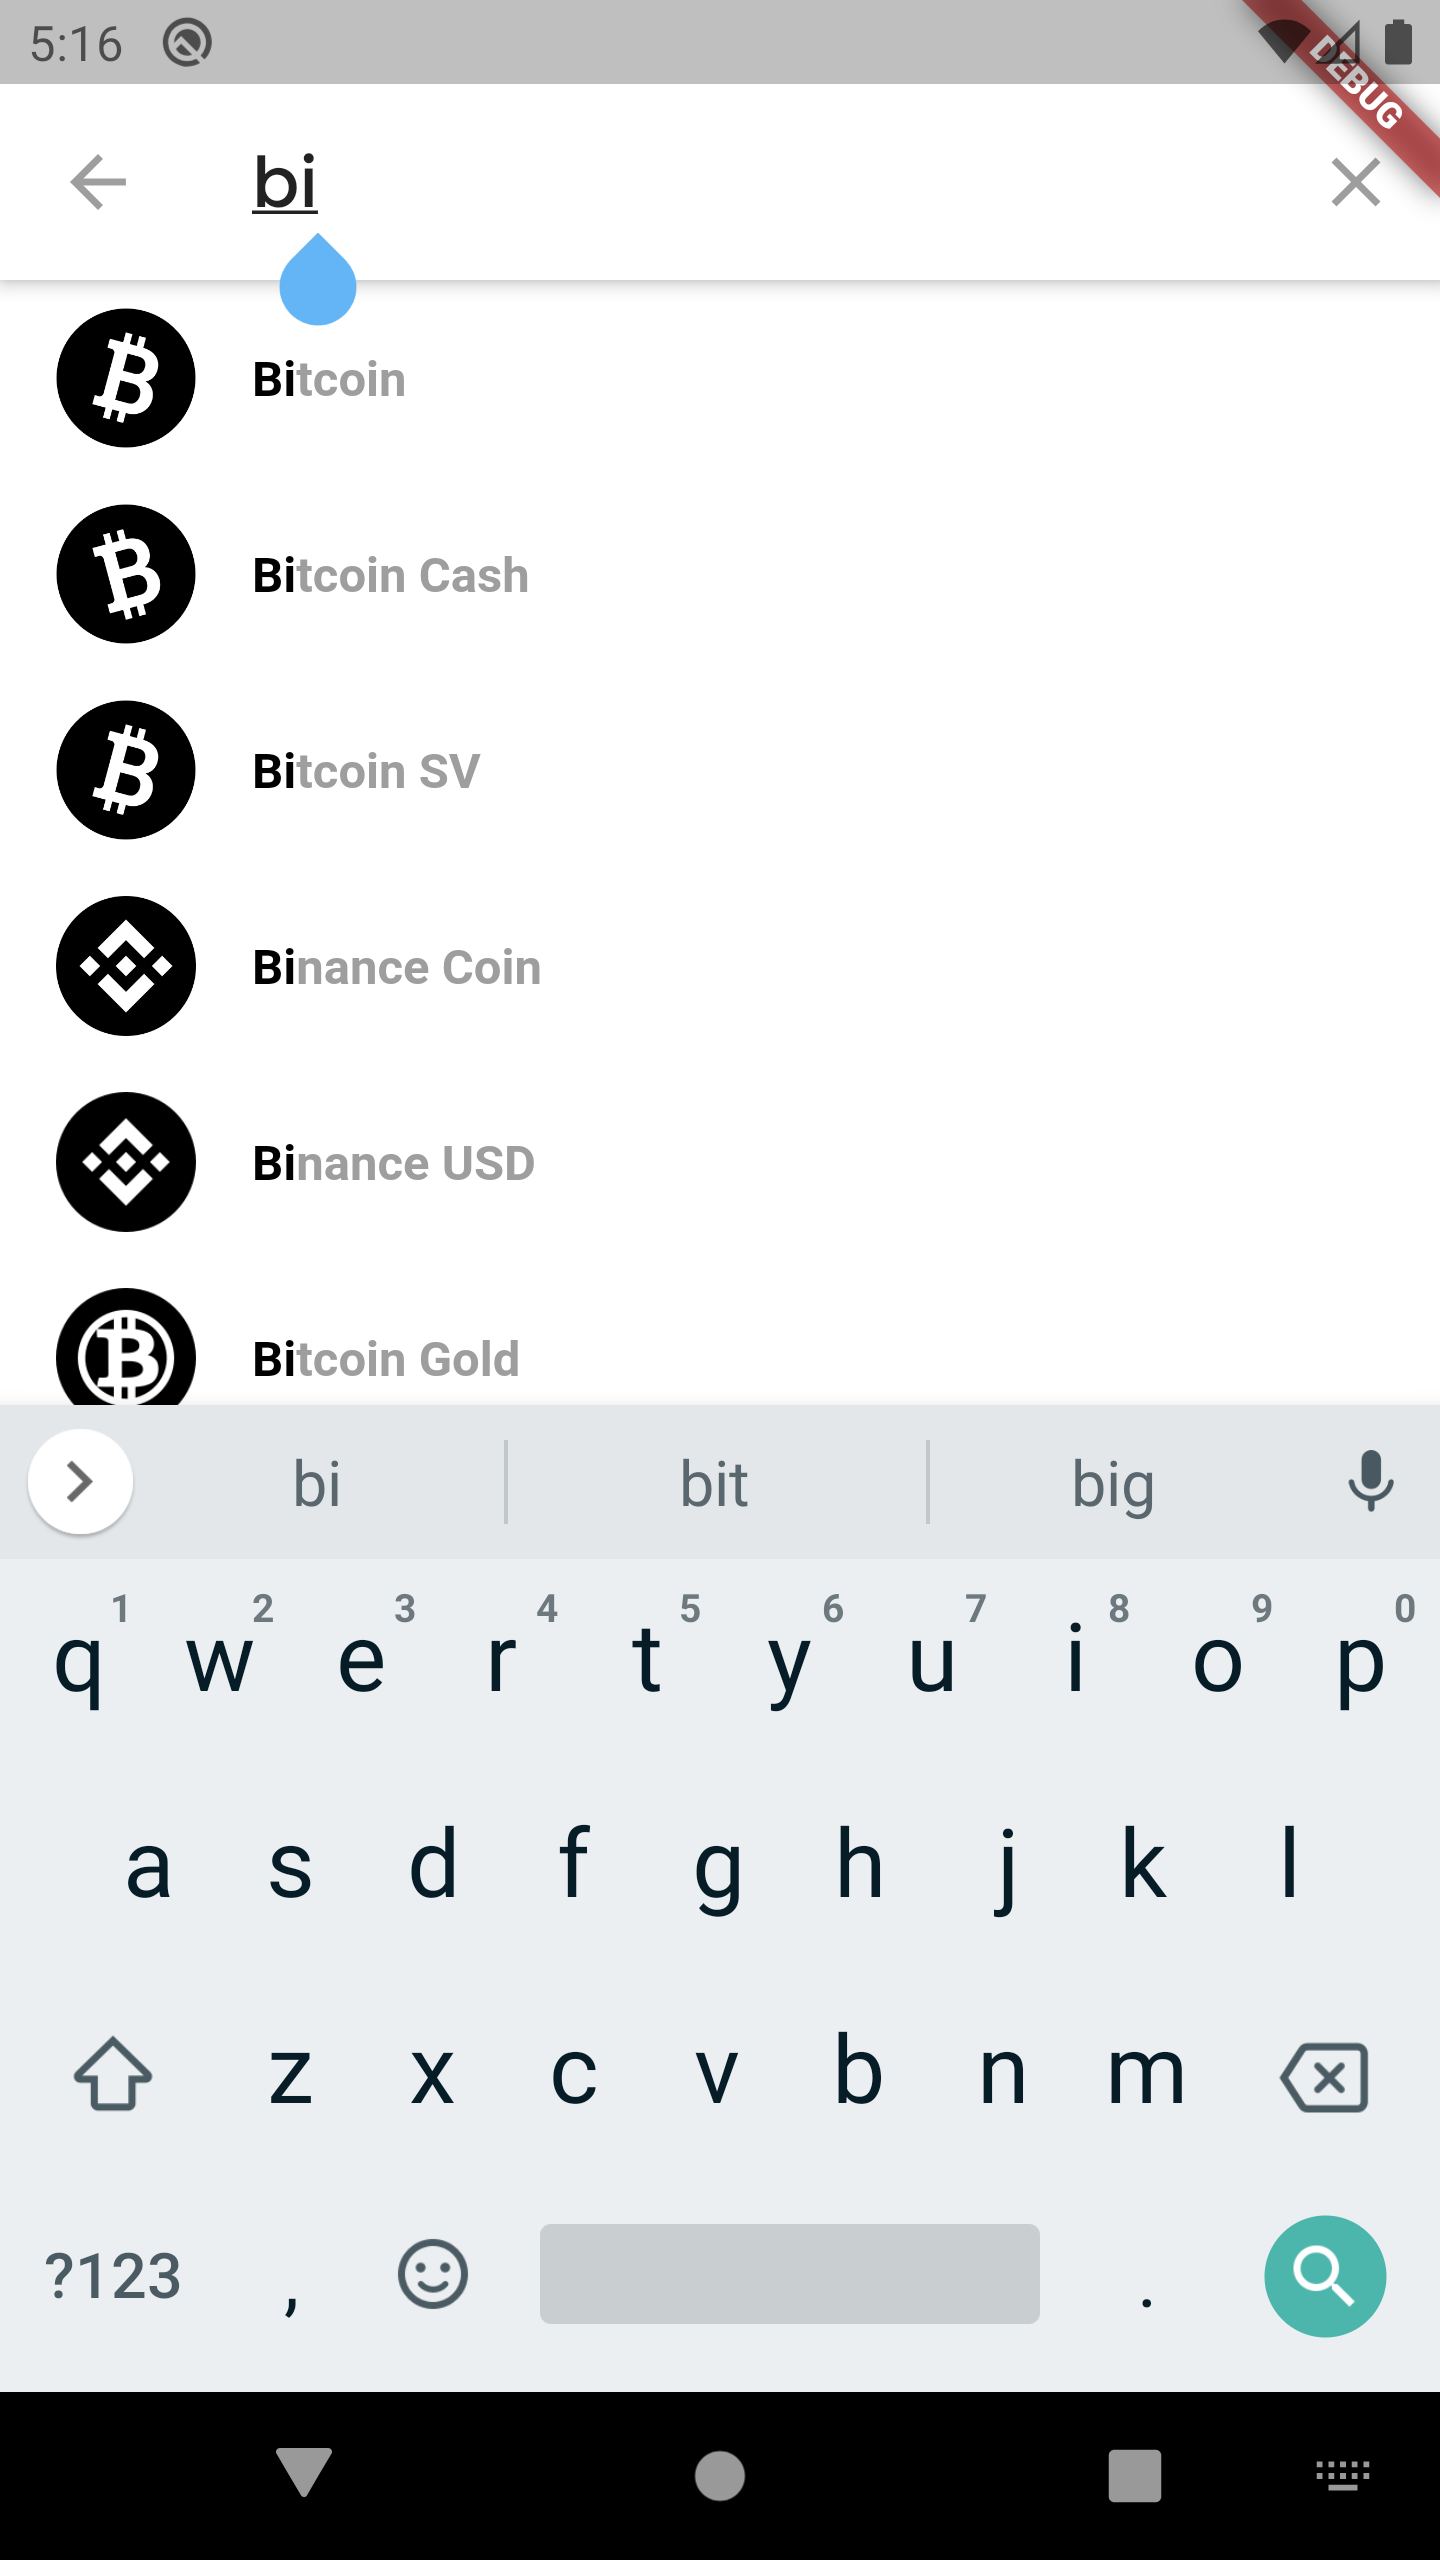 5:16
DEBUG
bi
Bitcoin
Bitcoin Cash
Bitcoin SV
Binance Coin
Binance USD
Bitcoin Gold
bi bit big
1 2 3 4 5 6 7 8 9 0
q w e r t y u i o p
a s d f g h j k l
z x c v b n m
?123 , .